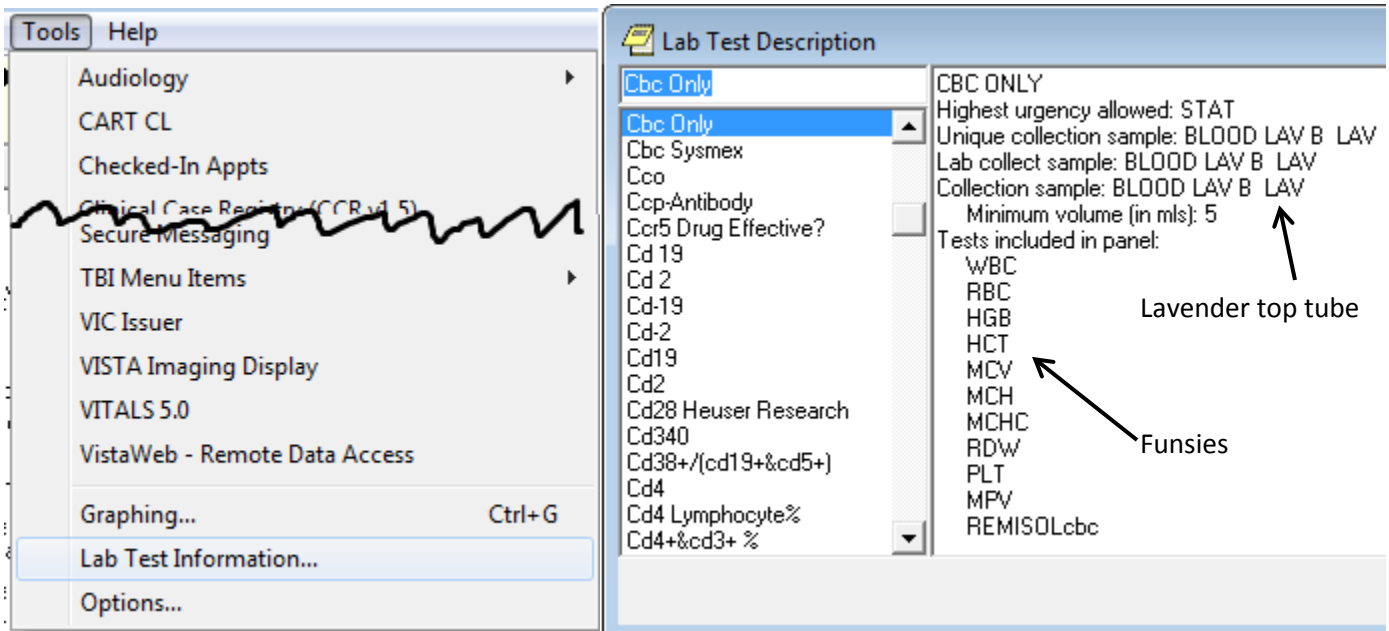 Tools Help
Audiology
CART CL
Checked-In Appts
Clinical Case Registry (CCR v1.5)
Secure Messaging
TBI Menu Items
VIC Issuer
VISTA Imaging Display
VITALS 5.0
VistaWeb - Remote Data Access
Graphing... Ctrl+G
Lab Test Information...
Options...
Lab Test Description
Cbc Only
Cbc Only
Cbc Sysmex
Cco
Ccp-Antibody
Ccr5 Drug Effective?
Cd 19
Cd 2
Cd-19
Cd-2
Cd19
Cd2
Cd28 Heuser Research
Cd340
Cd38+/(cd19+&cd5+)
Cd4
Cd4 Lymphocyte%
Cd4+&cd3+ %
CBC ONLY
Highest urgency allowed: STAT
Unique collection sample: BLOOD LAV B LAV
Lab collect sample: BLOOD LAV B LAV
Collection sample: BLOOD LAV B LAV
Minimum volume (in mls): 5
Tests included in panel:
WBC
RBC
HGB
HCT
MCV
MCH
MCHC
RDW
PLT
MPV
REMISOLcbc
Lavender top tube
Funsies